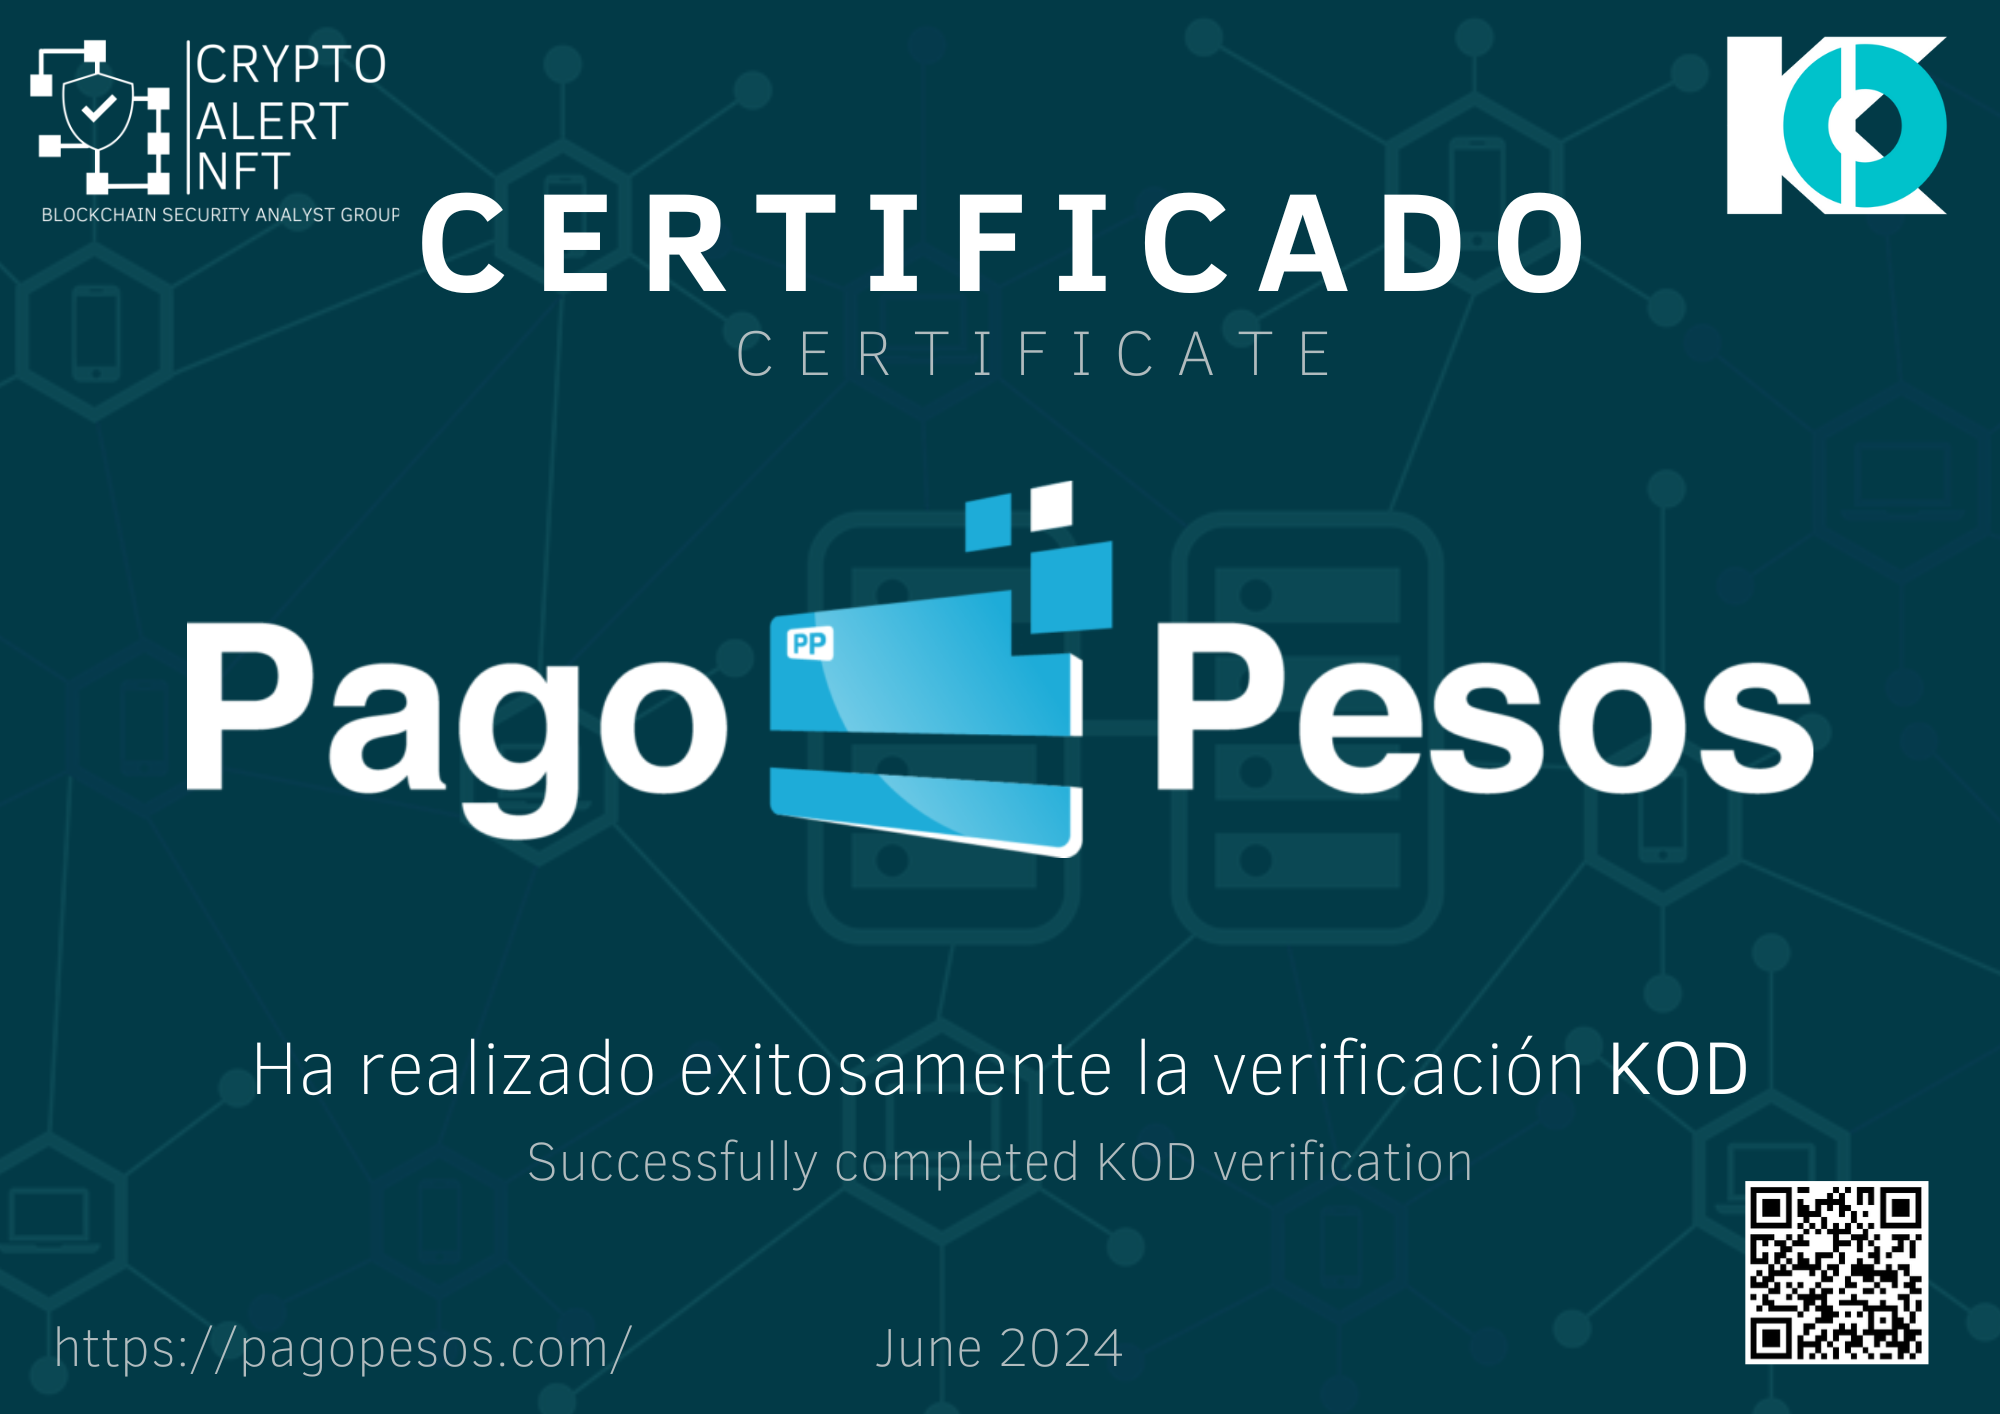 CRYPTO
ALERT
NFT
BLOCKCHAIN SECURITY ANALYST GROUP
CERTIFICADO
CERTIFICATE
Pago PP Pesos
Ha realizado exitosamente la verificación KOD
Successfully completed KOD verification
https://pagopesos.com/
June 2024